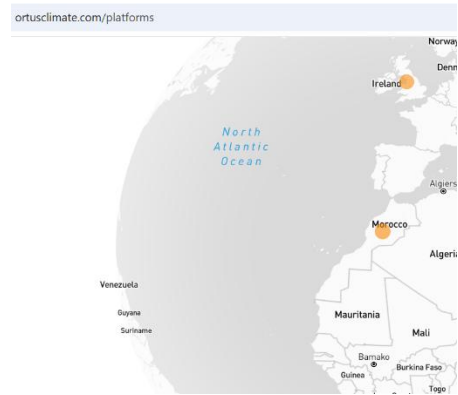 ortusclimate.com/platforms
Norway
Denn
Ireland
North
Atlantic
Ocean
Algiers
Morocco
Algeria
Venezuela
Guyana
Suriname
Mauritania
Mali
Bamako
Burkina Faso
Guinea
Togo